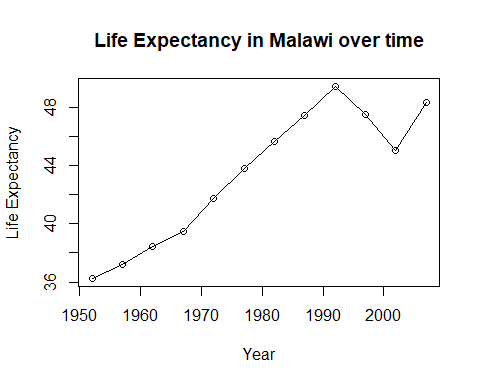 Life Expectancy in Malawi over time
Life Expectancy
48
44
40
36
1950 1960 1970 1980 1990 2000
Year